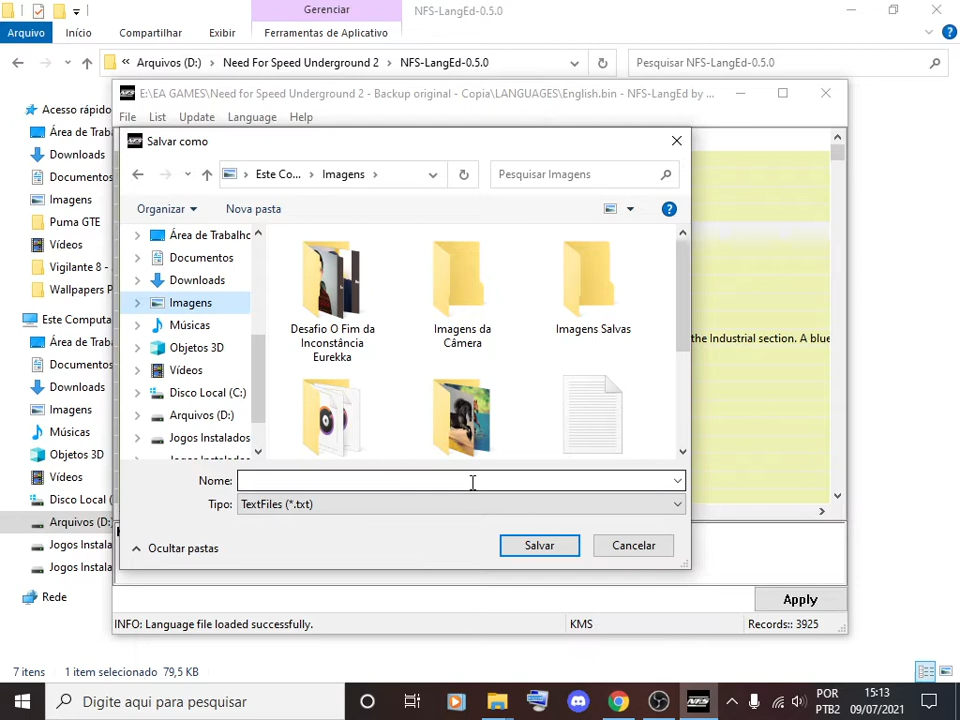 Gerenciar
NFS-LangEd-0.5.0
Arquivo
Início
Compartilhar
Exibir
Ferramentas de Aplicativo
« Arquivos (D:) › Need For Speed Underground 2 › NFS-LangEd-0.5.0
Pesquisar NFS-LangEd-0.5.0
E:\EA GAMES\Need for Speed Underground 2 - Backup original - Copia\LANGUAGES\English.bin - NFS-LangEd by ...
File List Update Language Help
Salvar como
Este Co... › Imagens ›
Pesquisar Imagens
Organizar
Nova pasta
Área de Trabalho
Documentos
Downloads
Imagens
Músicas
Objetos 3D
Vídeos
Disco Local (C:)
Arquivos (D:)
Jogos Instalados
Desafio O Fim da
Inconstância
Eurekka
Imagens da
Câmera
Imagens Salvas
Nome:
Tipo:
TextFiles (*.txt)
Ocultar pastas
Salvar
Cancelar
the Industrial section. A blue
Apply
INFO: Language file loaded successfully.
KMS
Records:: 3925
Acesso rápido
Área de Traba
Downloads
Documentos
Imagens
Puma GTE
Vídeos
Vigilante 8 -
Wallpapers P
Este Computa
Área de Traba
Documentos
Downloads
Imagens
Músicas
Objetos 3D
Vídeos
Disco Local (
Arquivos (D:)
Jogos Instala
Jogos Instala
Rede
7 itens
1 item selecionado 79,5 KB
Digite aqui para pesquisar
POR
PTB2
15:13
09/07/2021